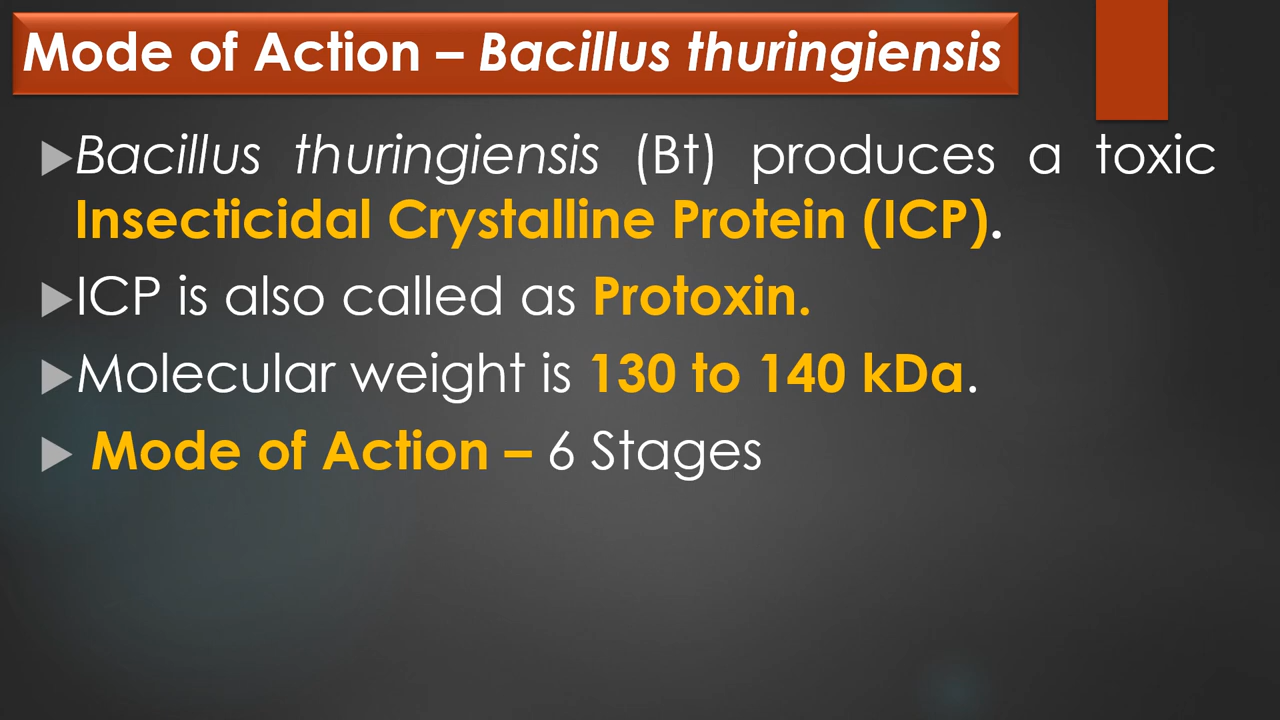 Mode of Action – Bacillus thuringiensis
Bacillus thuringiensis (Bt) produces a toxic
Insecticidal Crystalline Protein (ICP).
ICP is also called as Protoxin.
Molecular weight is 130 to 140 kDa.
Mode of Action – 6 Stages